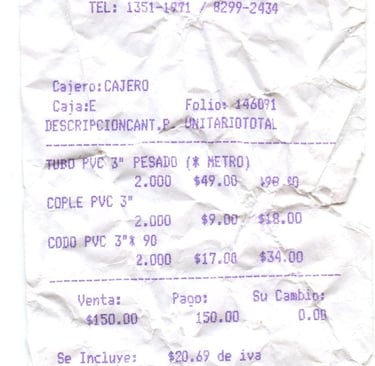 TEL: 1351-1971 / 8299-2434
Cajero:CAJERO
Caja:E Folio: 146091
DESCRIPCIONCANT.P. UNITARIOTOTAL
TUBO PVC 3" PESADO (* METRO)
2.000 $49.00 $98.00
COPLE PVC 3"
2.000 $9.00 $18.00
CODO PVC 3"* 90
2.000 $17.00 $34.00
Venta: Pago: Su Cambio:
$150.00 150.00 0.00
Se Incluye: $20.69 de iva